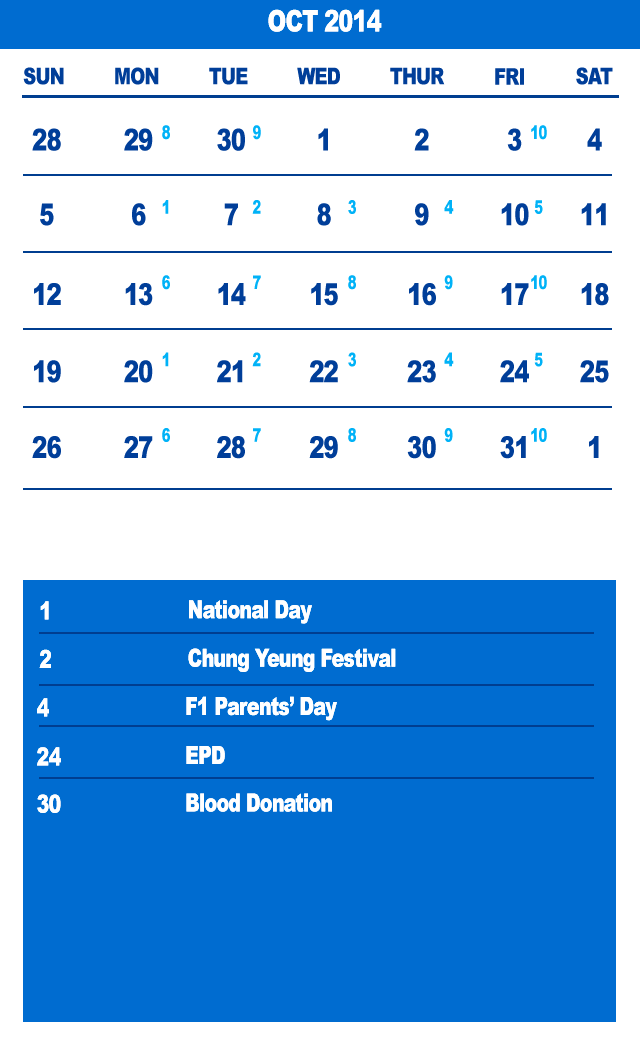 OCT 2014
SUN MON TUE WED THUR FRI SAT
28 29 8 30 9 1 2 3 10 4
5 6 1 7 2 8 3 9 4 10 5 11
12 13 6 14 7 15 8 16 9 17 10 18
19 20 1 21 2 22 3 23 4 24 5 25
26 27 6 28 7 29 8 30 9 31 10 1
1 National Day
2 Chung Yeung Festival
4 F1 Parents’ Day
24 EPD
30 Blood Donation